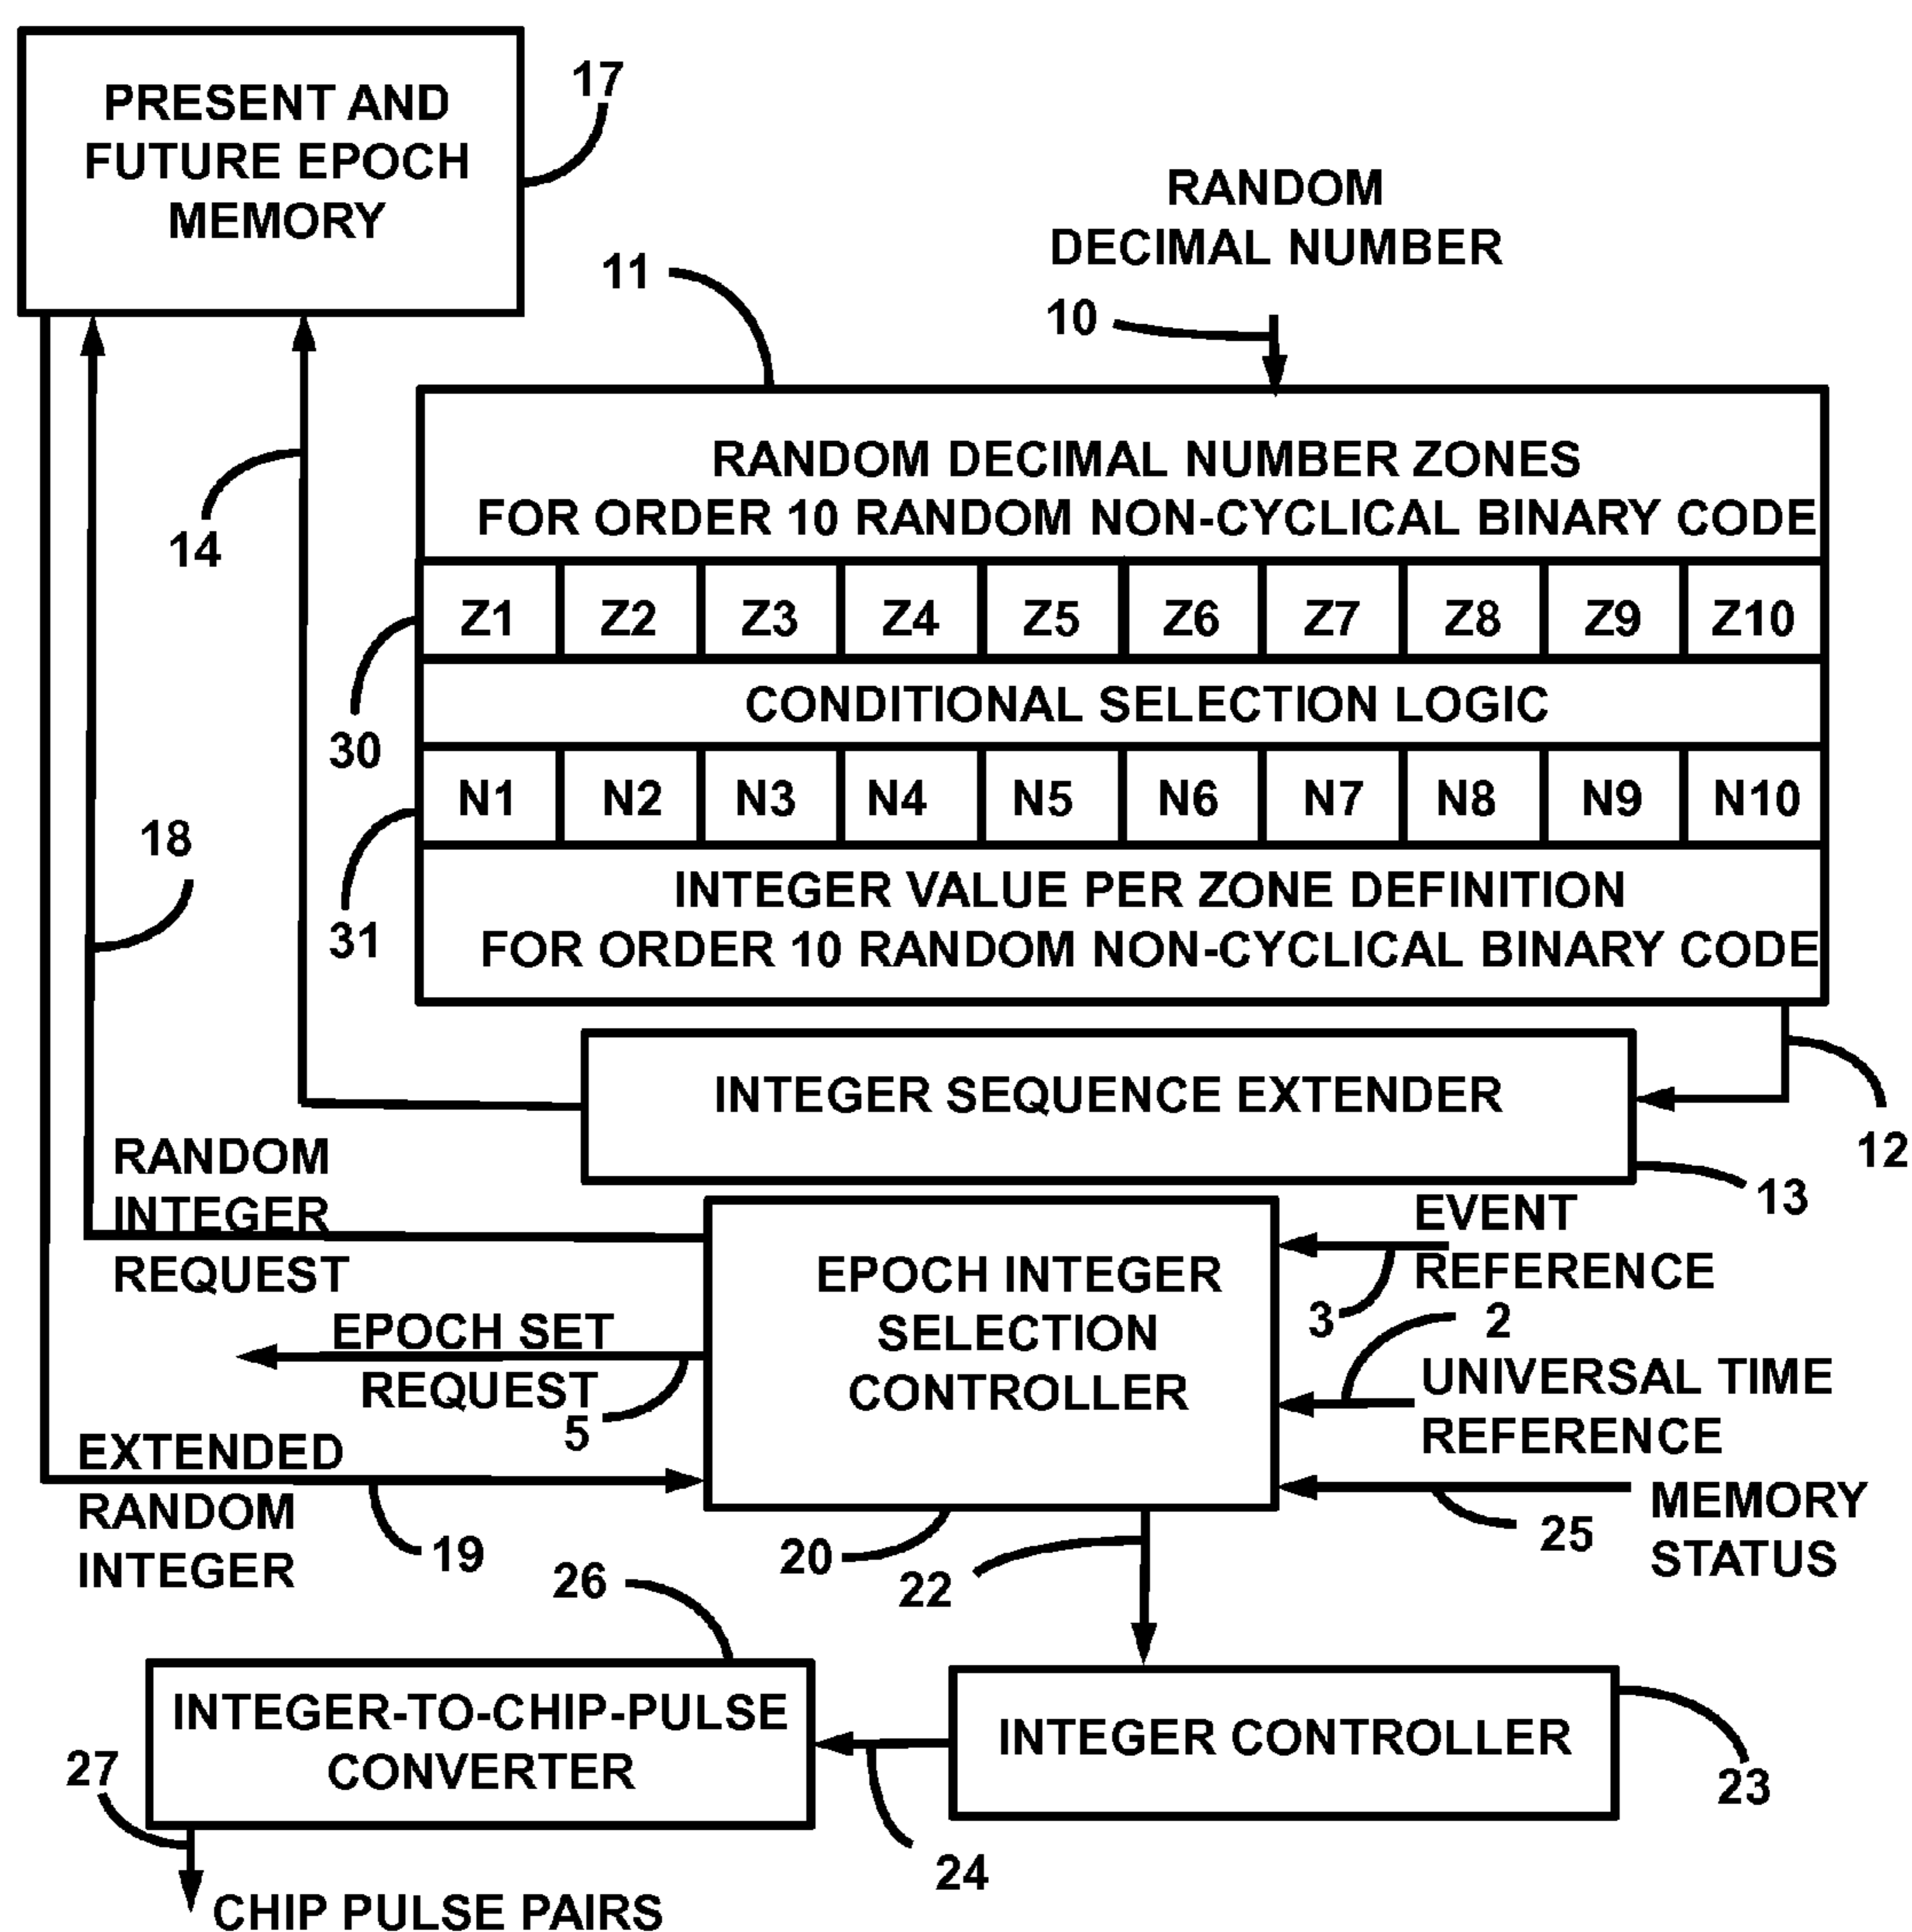 PRESENT AND
FUTURE EPOCH
MEMORY
17
RANDOM
DECIMAL NUMBER
11
10
RANDOM DECIMAL NUMBER ZONES
FOR ORDER 10 RANDOM NON-CYCLICAL BINARY CODE
14
Z1 Z2 Z3 Z4 Z5 Z6 Z7 Z8 Z9 Z10
CONDITIONAL SELECTION LOGIC
30
N1 N2 N3 N4 N5 N6 N7 N8 N9 N10
18
INTEGER VALUE PER ZONE DEFINITION
FOR ORDER 10 RANDOM NON-CYCLICAL BINARY CODE
31
INTEGER SEQUENCE EXTENDER
12
13
RANDOM
INTEGER
REQUEST
EVENT
REFERENCE
3
EPOCH INTEGER
SELECTION
CONTROLLER
2
EPOCH SET
REQUEST
5
UNIVERSAL TIME
REFERENCE
EXTENDED
RANDOM
INTEGER
19
20
22
25
MEMORY
STATUS
26
INTEGER-TO-CHIP-PULSE
CONVERTER
INTEGER CONTROLLER
27
23
24
CHIP PULSE PAIRS